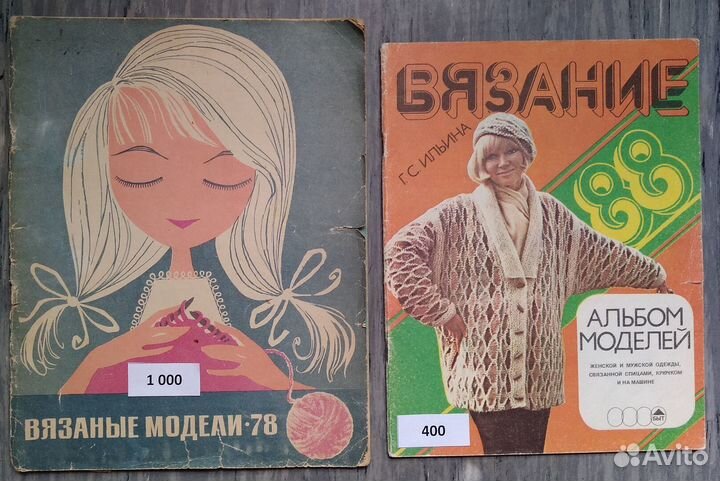 1 000
ВЯЗАНЫЕ МОДЕЛИ·78
ВЯЗАНИЕ
Г.С. ИЛЬИНА
88
АЛЬБОМ
МОДЕЛЕЙ
ЖЕНСКОЙ И МУЖСКОЙ ОДЕЖДЫ,
СВЯЗАННОЙ СПИЦАМИ, КРЮЧКОМ
И НА МАШИНЕ
БЫТ
400
Avito